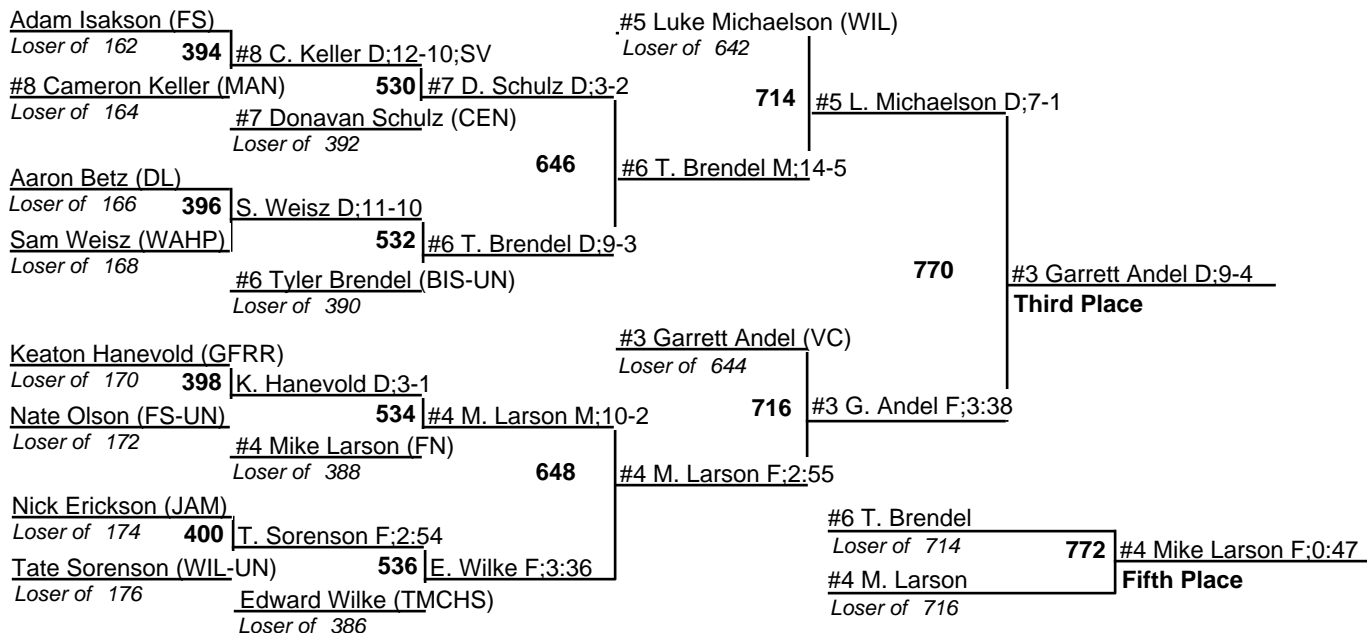 Adam Isakson (FS)
Loser of 162
394
#8 C. Keller D;12-10;SV
#8 Cameron Keller (MAN)
Loser of 164
530
#7 D. Schulz D;3-2
#7 Donavan Schulz (CEN)
Loser of 392
646
#6 T. Brendel M;14-5
Aaron Betz (DL)
Loser of 166
396
S. Weisz D;11-10
Sam Weisz (WAHP)
Loser of 168
532
#6 T. Brendel D;9-3
#6 Tyler Brendel (BIS-UN)
Loser of 390
#5 Luke Michaelson (WIL)
Loser of 642
714
#5 L. Michaelson D;7-1
770
#3 Garrett Andel D;9-4
Third Place
Keaton Hanevold (GFRR)
Loser of 170
398
K. Hanevold D;3-1
Nate Olson (FS-UN)
Loser of 172
534
#4 M. Larson M;10-2
#4 Mike Larson (FN)
Loser of 388
648
#4 M. Larson F;2:55
#3 Garrett Andel (VC)
Loser of 644
716
#3 G. Andel F;3:38
Nick Erickson (JAM)
Loser of 174
400
T. Sorenson F;2:54
Tate Sorenson (WIL-UN)
Loser of 176
536
E. Wilke F;3:36
Edward Wilke (TMCHS)
Loser of 386
#6 T. Brendel
Loser of 714
772
#4 Mike Larson F;0:47
#4 M. Larson
Fifth Place
Loser of 716